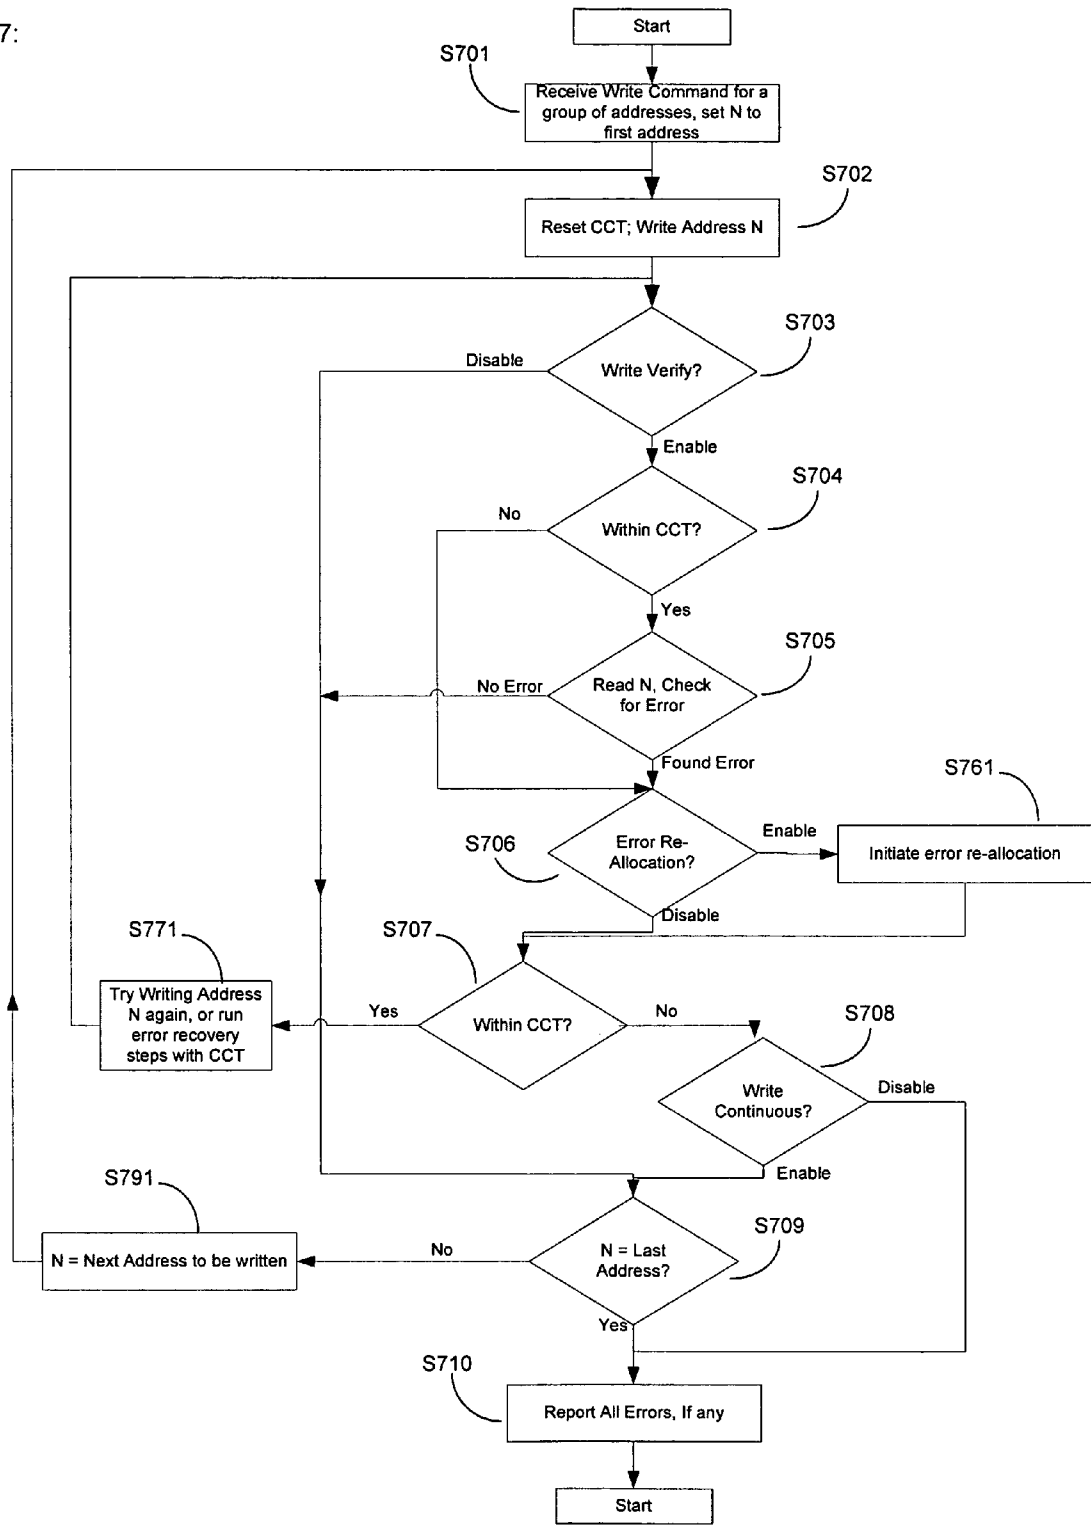 7:
Start
S701
Receive Write Command for a
group of addresses, set N to
first address
S702
Reset CCT; Write Address N
S703
Disable
Write Verify?
Enable
S704
No
Within CCT?
Yes
S705
No Error
Read N, Check
for Error
Found Error
S761
S706
Error Re-
Allocation?
Enable
Initiate error re-allocation
Disable
S771
S707
Try Writing Address
N again, or run
error recovery
steps with CCT
Yes
Within CCT?
No
S708
Write
Continuous?
Disable
Enable
S791
S709
N = Next Address to be written
No
N = Last
Address?
Yes
S710
Report All Errors, If any
Start